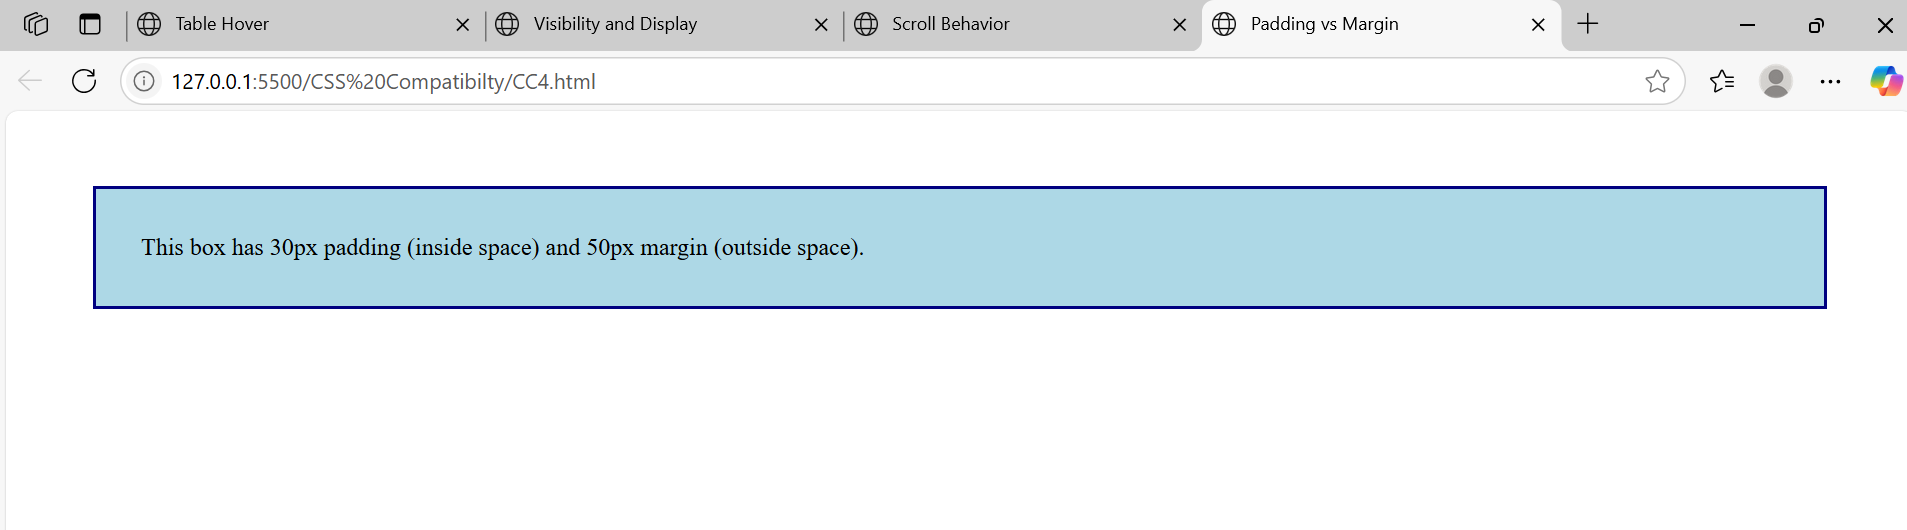 Table Hover
Visibility and Display
Scroll Behavior
Padding vs Margin
127.0.0.1:5500/CSS%20Compatibilty/CC4.html
This box has 30px padding (inside space) and 50px margin (outside space).